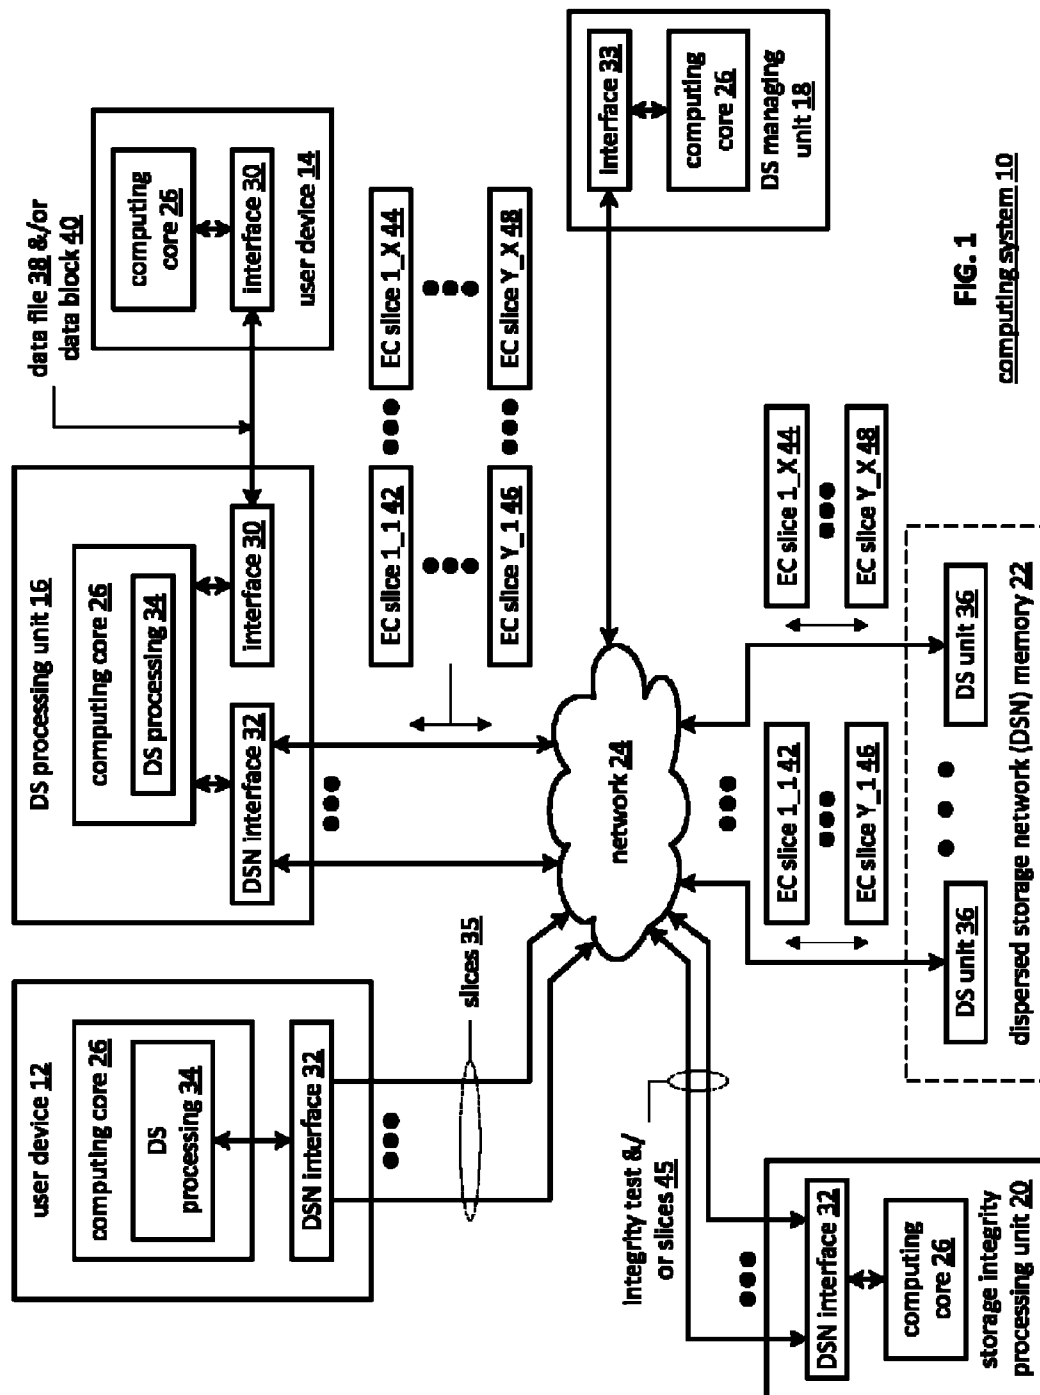 user device 12
computing core 26
DS
processing 34
DSN interface 32
slices 35
DS processing unit 16
computing core 26
DS processing 34
DSN interface 32
interface 30
data file 38 &/or
data block 40
computing
core 26
interface 30
user device 14
EC slice 1_1 42
EC slice 1_X 44
EC slice Y_1 46
EC slice Y_X 48
network 24
interface 33
computing
core 26
DS managing
unit 18
integrity test &/
or slices 45
DSN interface 32
computing
core 26
storage integrity
processing unit 20
EC slice 1_1 42
EC slice Y_1 46
EC slice 1_X 44
EC slice Y_X 48
DS unit 36
DS unit 36
dispersed storage network (DSN) memory 22
FIG. 1
computing system 10